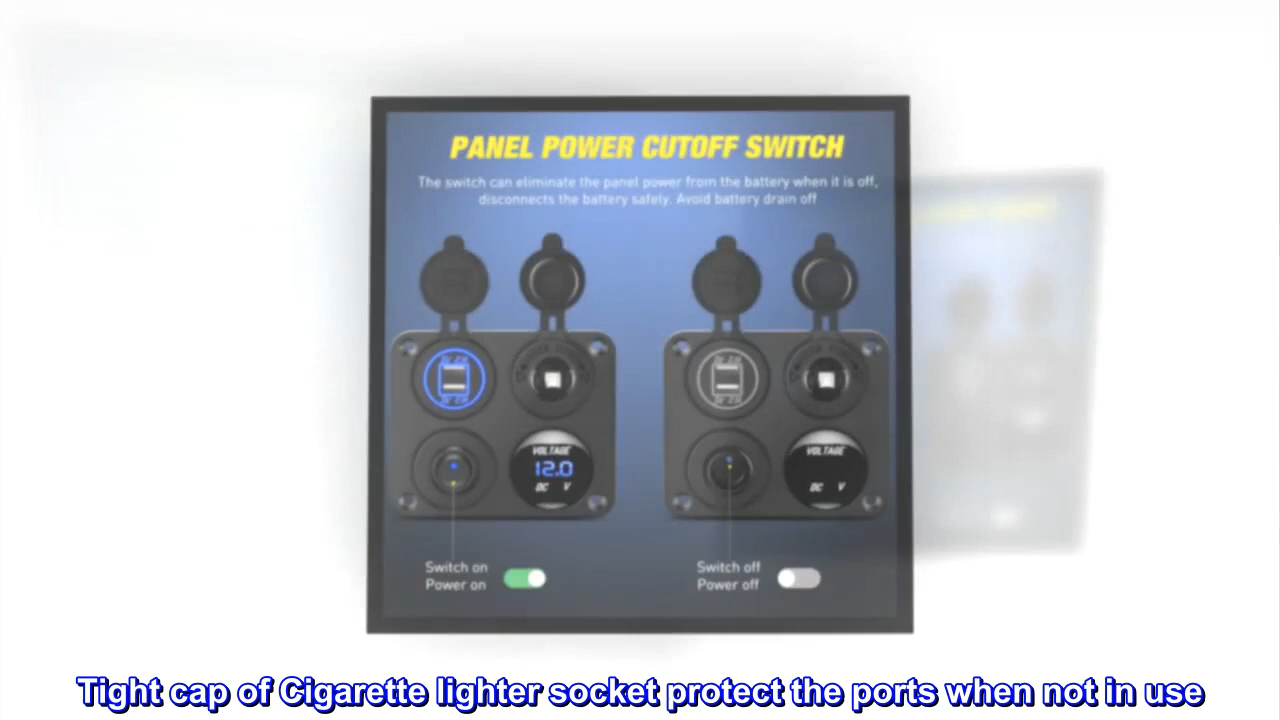 PANEL POWER CUTOFF SWITCH
The switch can eliminate the panel power from the battery when it is off,
disconnects the battery safely. Avoid battery drain off
VOLTAGE
12.0
DC V
VOLTAGE
DC V
Switch on
Power on
Switch off
Power off
Tight cap of Cigarette lighter socket protect the ports when not in use